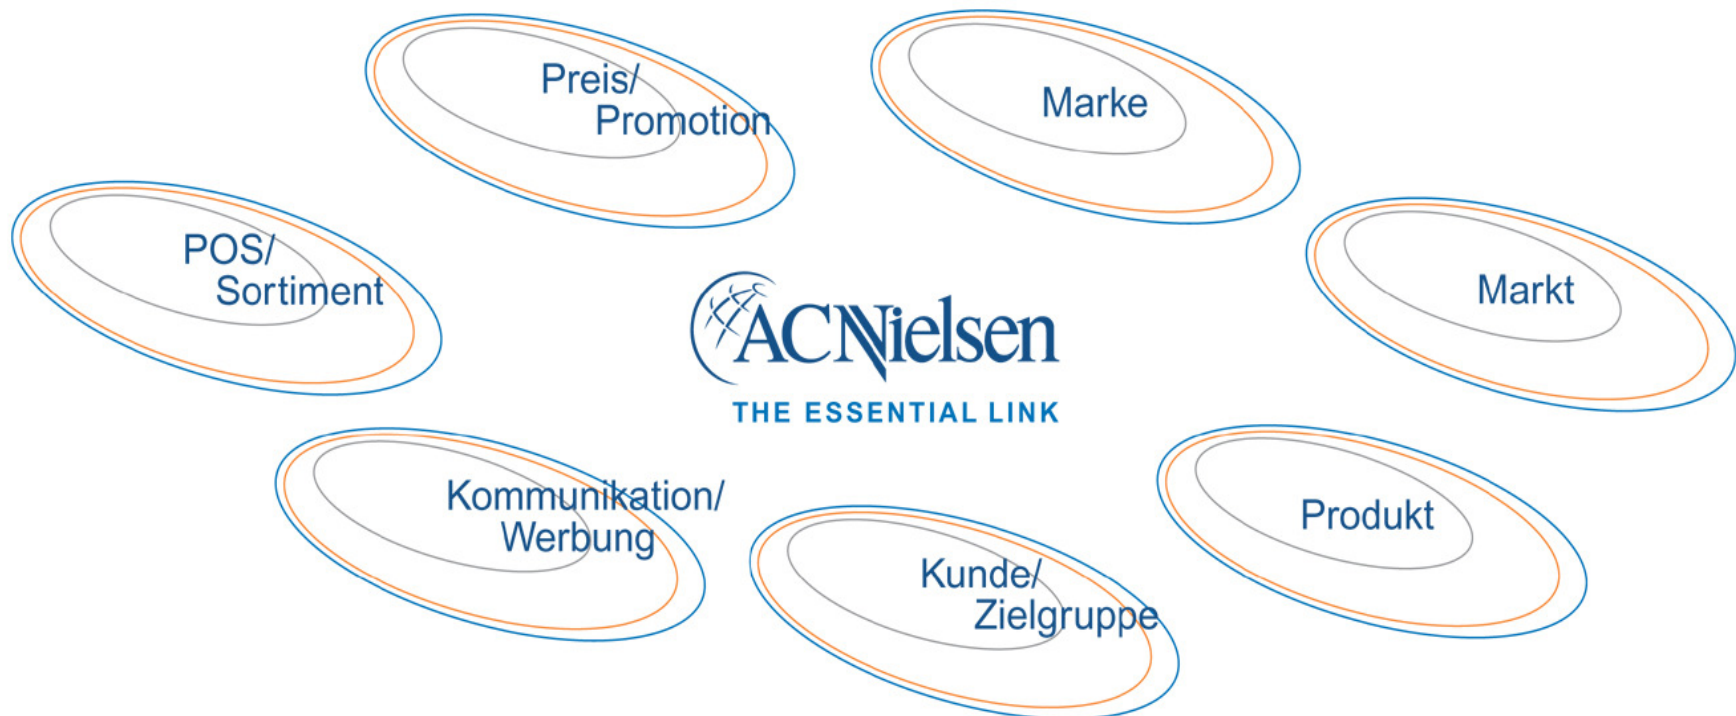 Preis/
Promotion
Marke
POS/
Sortiment
Markt
ACNielsen
THE ESSENTIAL LINK
Kommunikation/
Werbung
Produkt
Kunde/
Zielgruppe